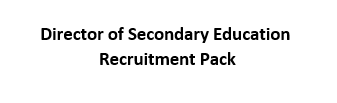 Director of Secondary Education
Recruitment Pack